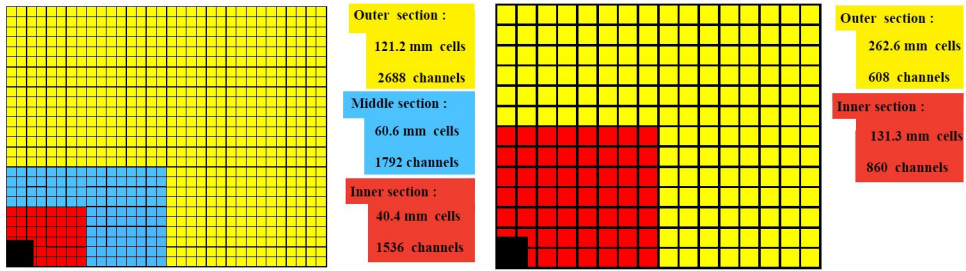 Outer section :
121.2 mm cells
2688 channels
Middle section :
60.6 mm cells
1792 channels
Inner section :
40.4 mm cells
1536 channels
Outer section :
262.6 mm cells
608 channels
Inner section :
131.3 mm cells
860 channels